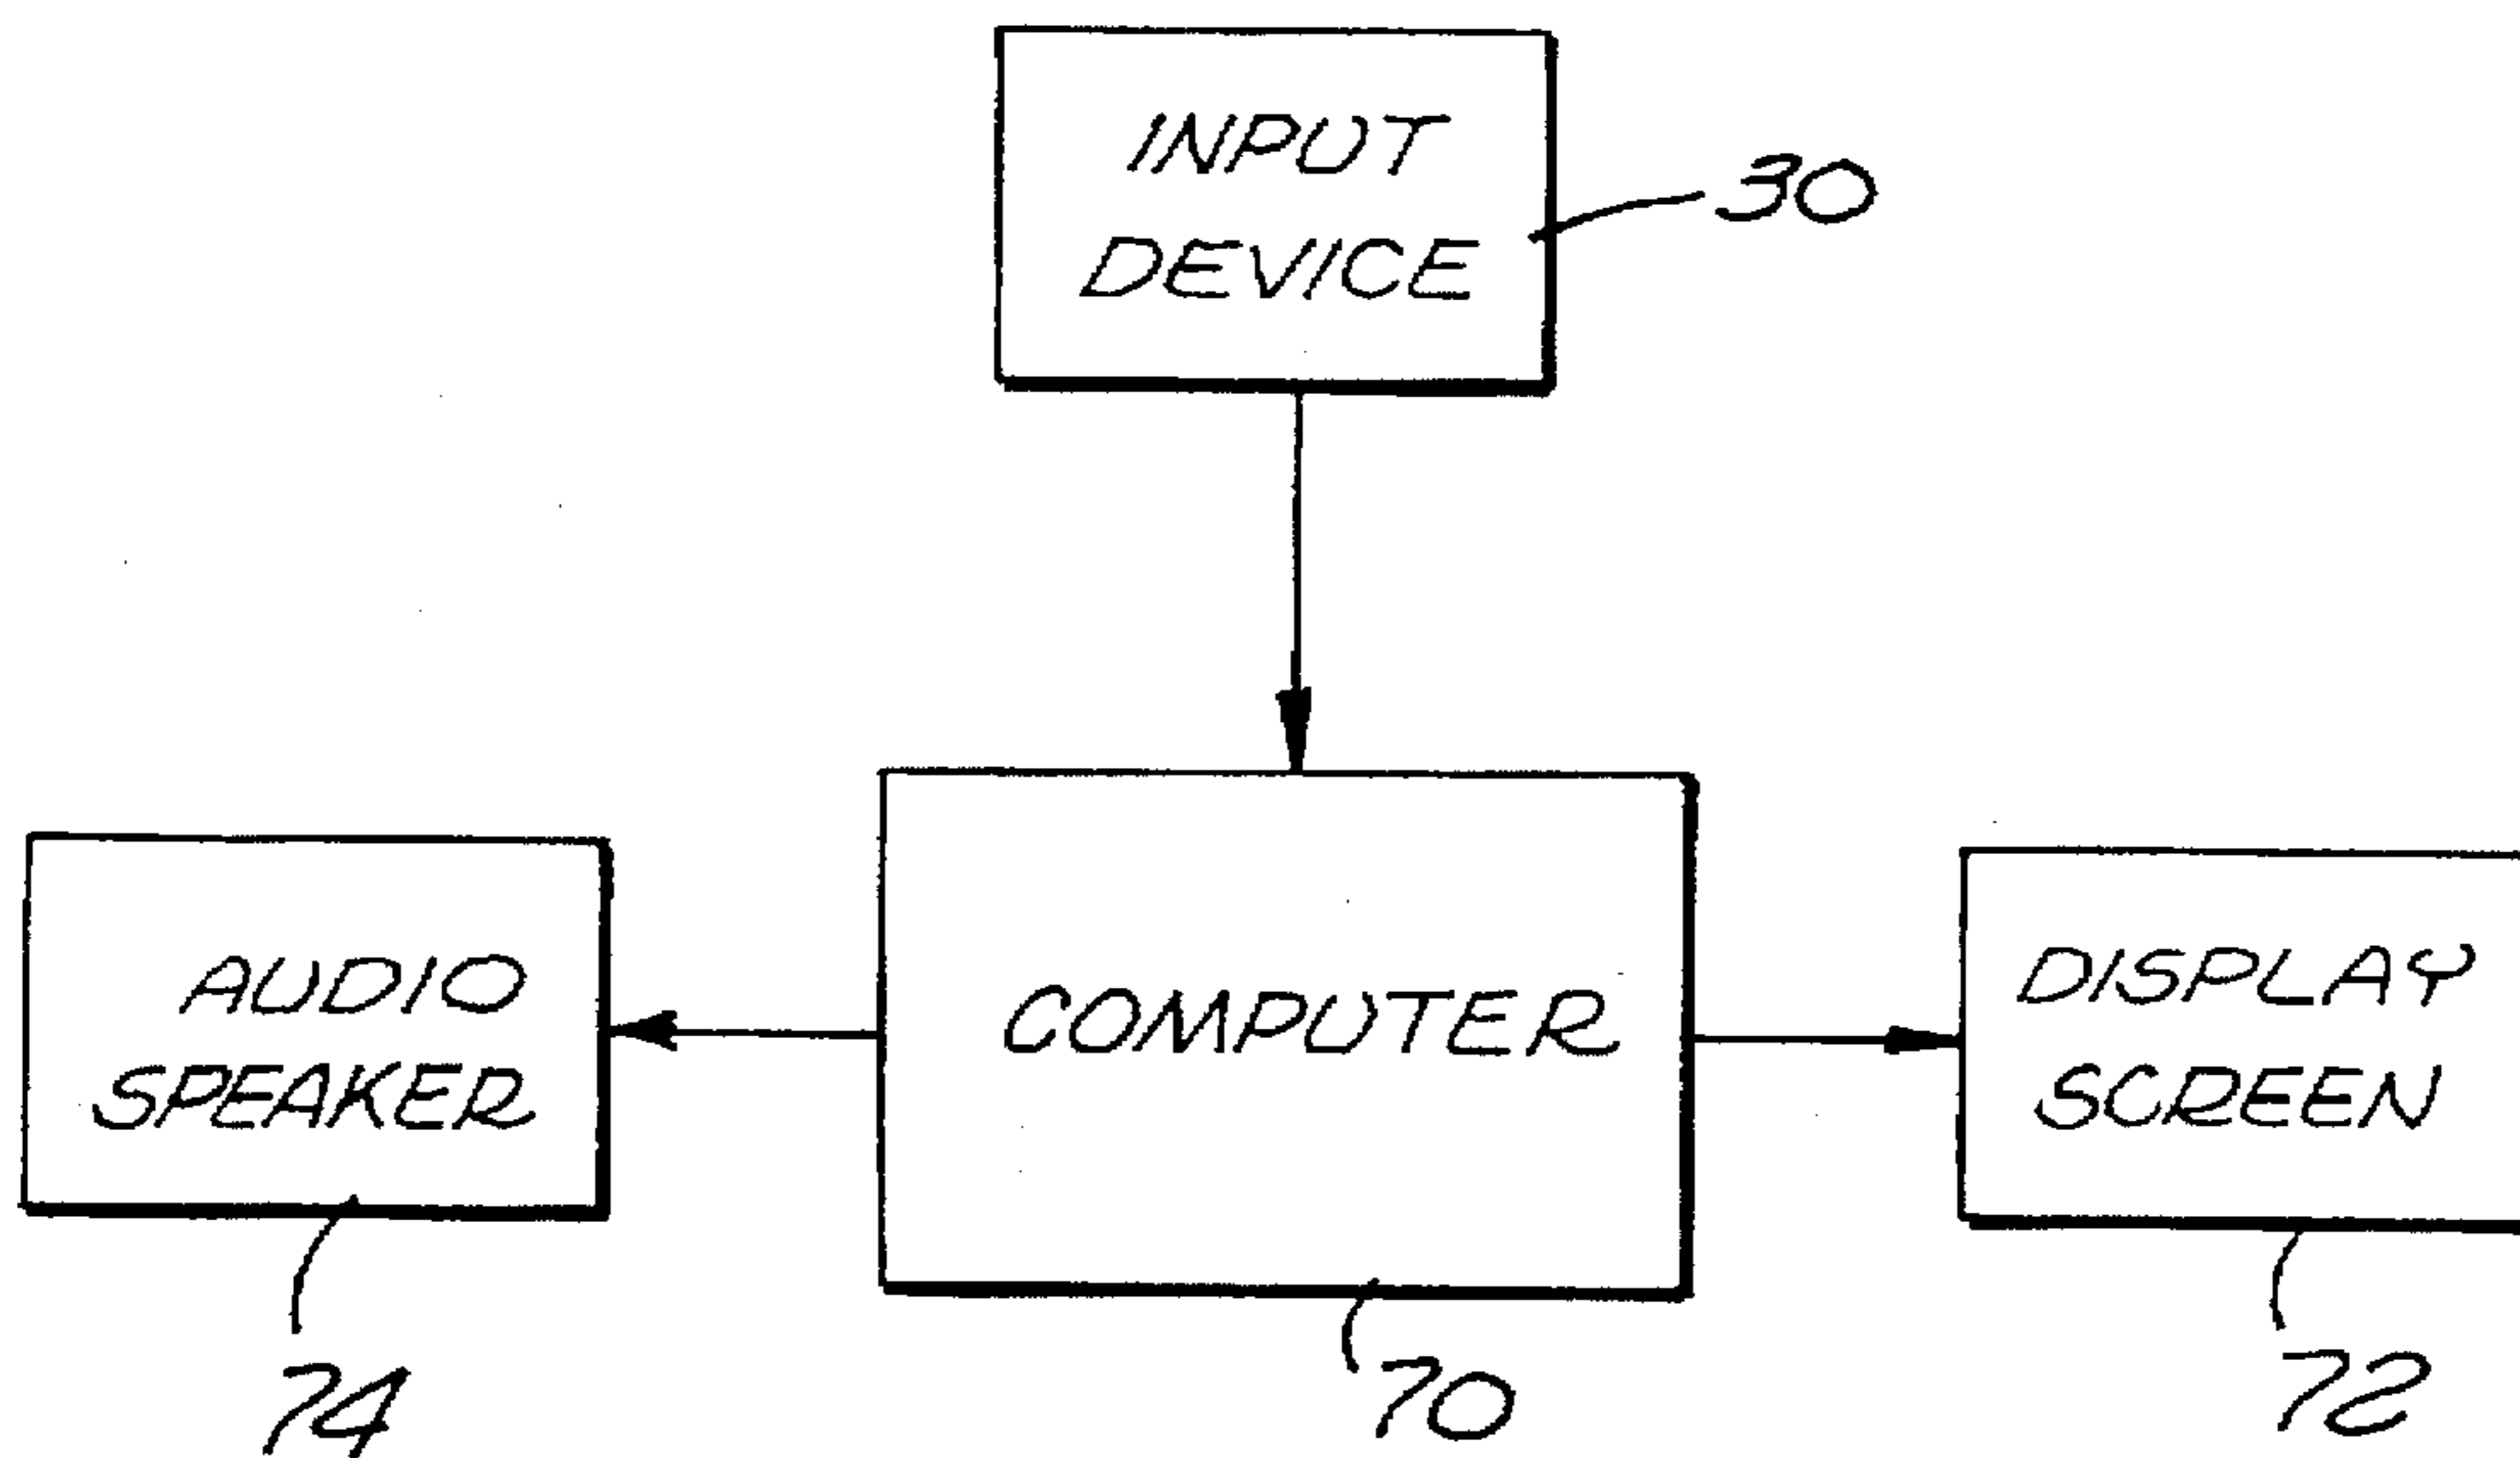 INPUT
DEVICE
30
AUDIO
SPEAKER
COMPUTER
DISPLAY
SCREEN
74
70
72